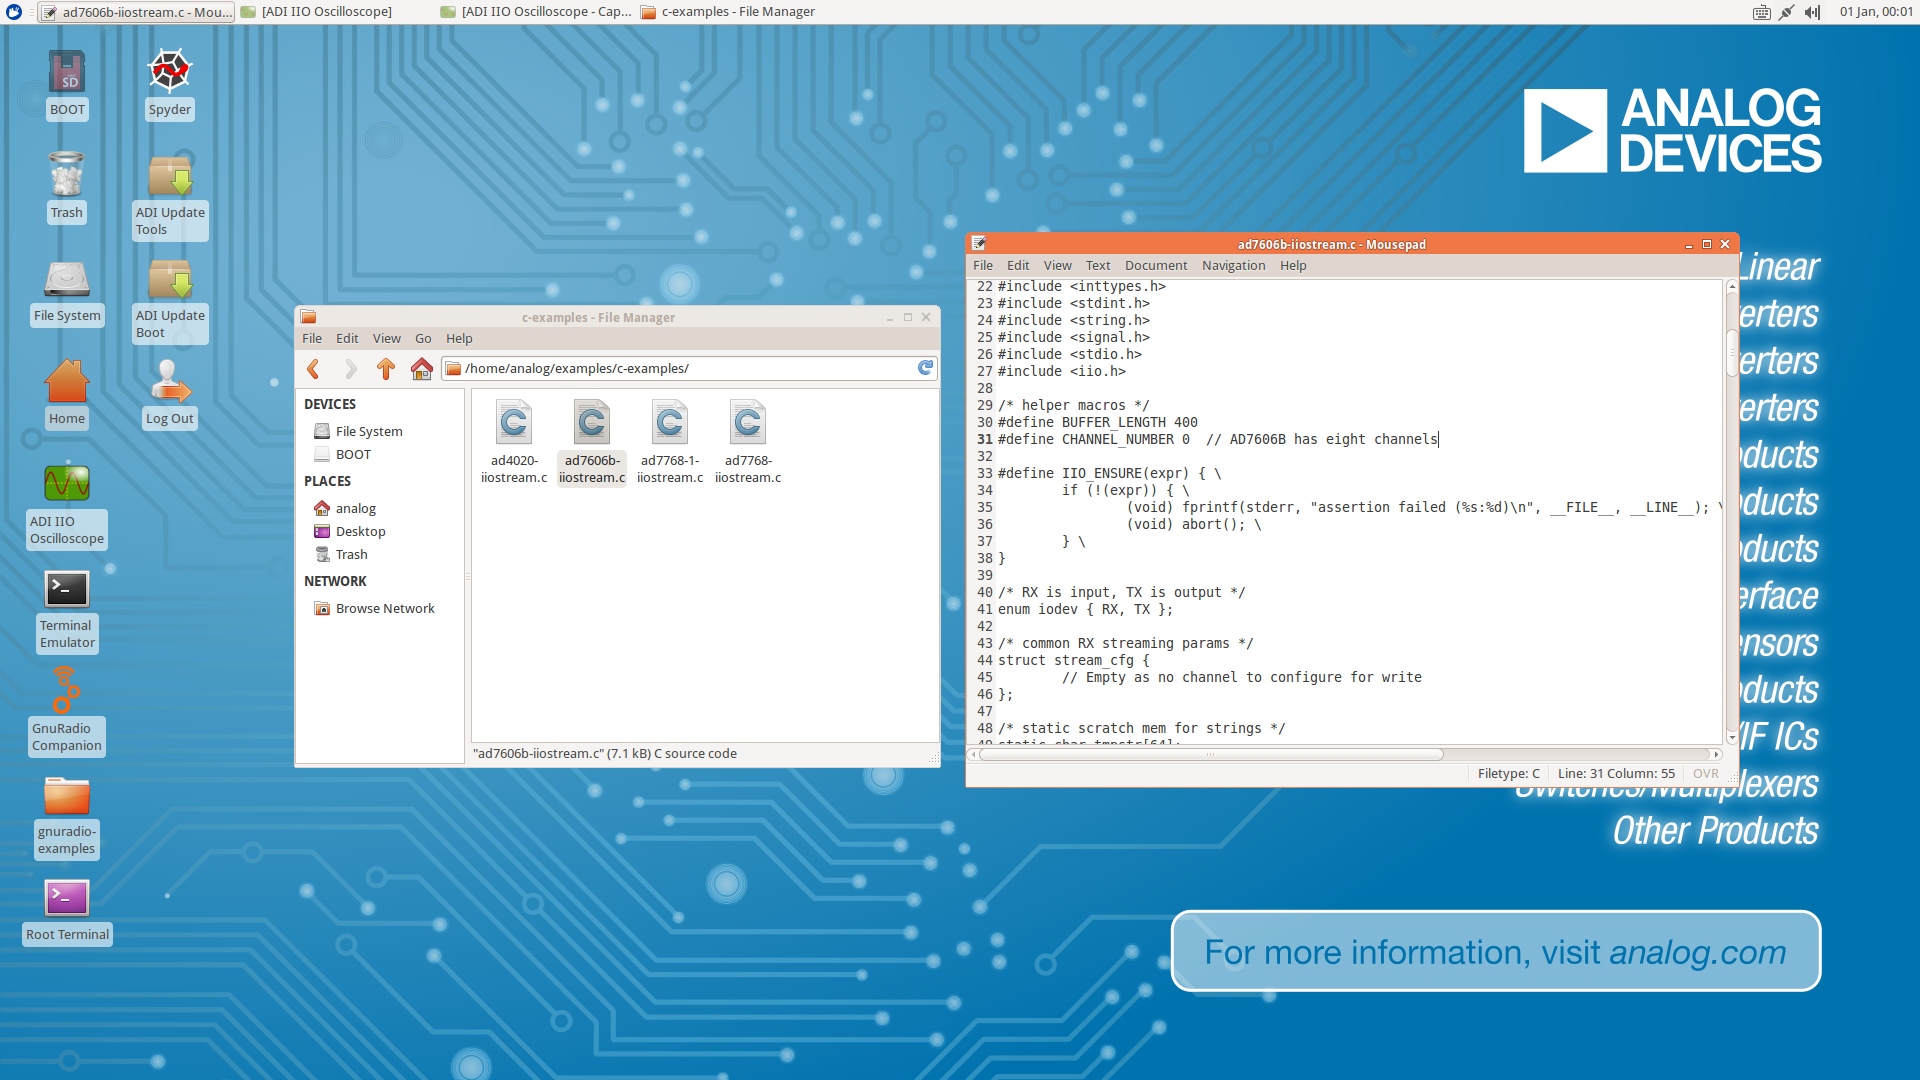 ad7606b-iiostream.c - Mou...
[ADI IIO Oscilloscope]
[ADI IIO Oscilloscope - Cap...
c-examples - File Manager
01 Jan, 00:01
SD
BOOT
Spyder
Trash
ADI Update
Tools
File System
ADI Update
Boot
Home
Log Out
ADI IIO
Oscilloscope
Terminal
Emulator
GnuRadio
Companion
gnuradio-
examples
Root Terminal
c-examples - File Manager
File Edit View Go Help
/home/analog/examples/c-examples/
DEVICES
File System
BOOT
PLACES
analog
Desktop
Trash
NETWORK
Browse Network
ad4020-
iiostream.c
ad7606b-
iiostream.c
ad7768-1-
iiostream.c
ad7768-
iiostream.c
"ad7606b-iiostream.c" (7.1 kB) C source code
ANALOG
DEVICES
ad7606b-iiostream.c - Mousepad
File Edit View Text Document Navigation Help
22 #include <inttypes.h>
23 #include <stdint.h>
24 #include <string.h>
25 #include <signal.h>
26 #include <stdio.h>
27 #include <iio.h>
28
29 /* helper macros */
30 #define BUFFER_LENGTH 400
31 #define CHANNEL_NUMBER 0  // AD7606B has eight channels
32
33 #define IIO_ENSURE(expr) { \
34 if (!(expr)) { \
35 (void) fprintf(stderr, "assertion failed (%s:%d)\n", __FILE__, __LINE__); \
36 (void) abort(); \
37 } \
38 }
39
40 /* RX is input, TX is output */
41 enum iodev { RX, TX };
42
43 /* common RX streaming params */
44 struct stream_cfg {
45 // Empty as no channel to configure for write
46 };
47
48 /* static scratch mem for strings */
49 static char tmpstr[64];
Filetype: C
Line: 31 Column: 55
OVR
Linear
erters
erters
erters
ducts
oducts
ducts
erface
ensors
ducts
/IF ICs
Switches/Multiplexers
Other Products
For more information, visit analog.com